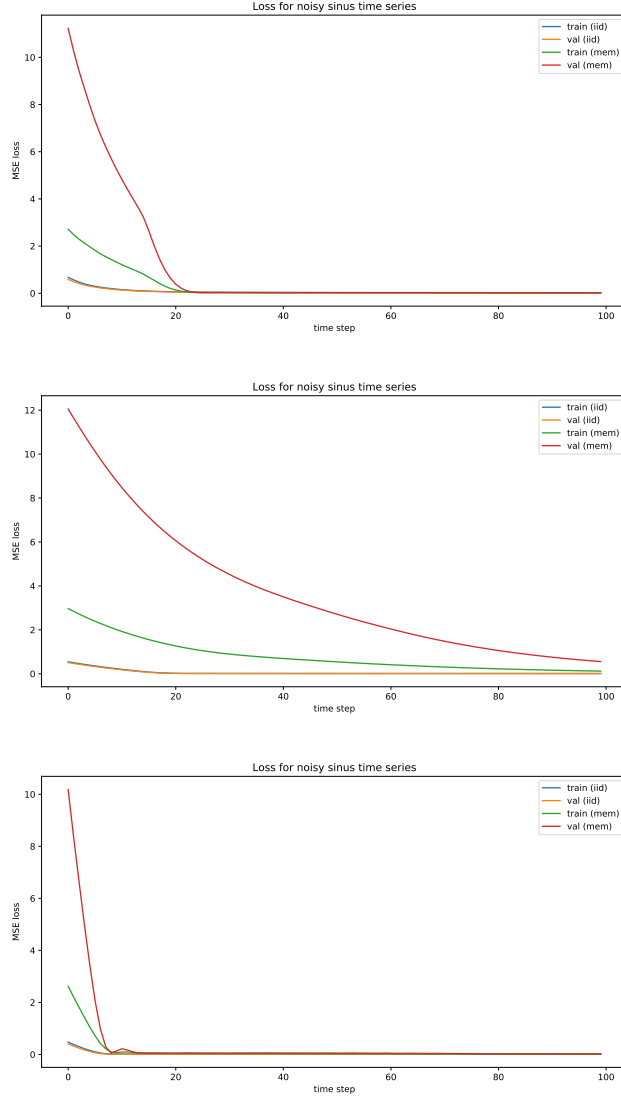 Loss for noisy sinus time series
train (iid)
val (iid)
train (mem)
val (mem)
10
8
6
4
2
0
MSE loss
0 20 40 60 80 100
time step
Loss for noisy sinus time series
train (iid)
val (iid)
train (mem)
val (mem)
12
10
8
6
4
2
0
MSE loss
0 20 40 60 80 100
time step
Loss for noisy sinus time series
train (iid)
val (iid)
train (mem)
val (mem)
10
8
6
4
2
0
MSE loss
0 20 40 60 80 100
time step